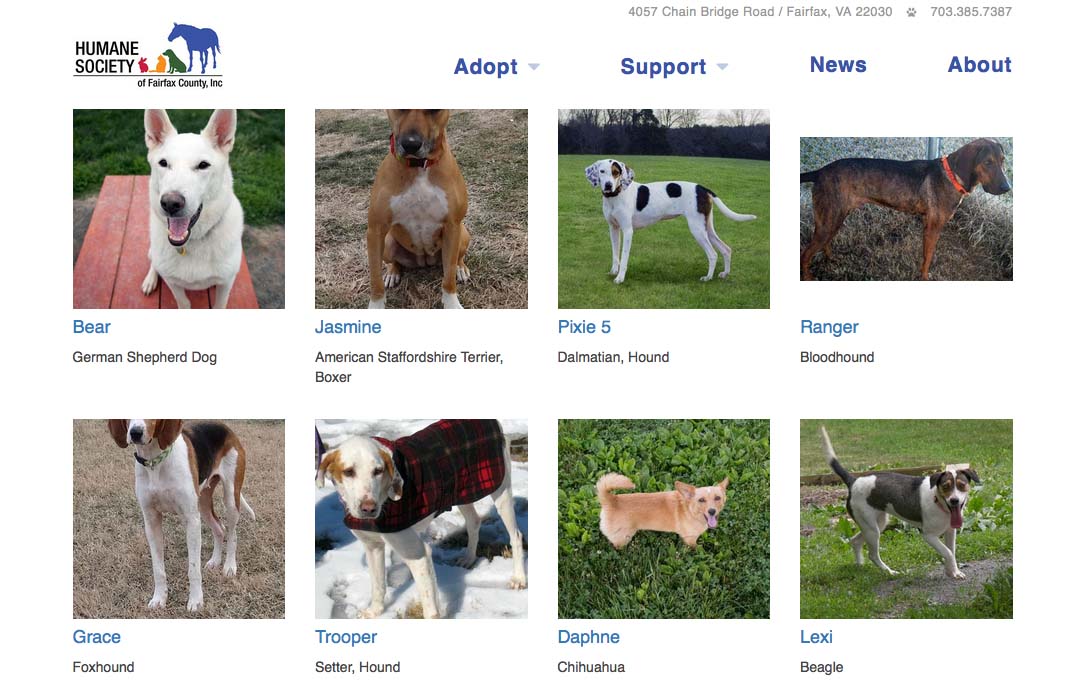 4057 Chain Bridge Road / Fairfax, VA 22030 703.385.7387
HUMANE
SOCIETY
of Fairfax County, Inc
Adopt Support News About
Bear Jasmine Pixie 5 Ranger
German Shepherd Dog American Staffordshire Terrier, Dalmatian, Hound Bloodhound
Boxer
Grace Trooper Daphne Lexi
Foxhound Setter, Hound Chihuahua Beagle